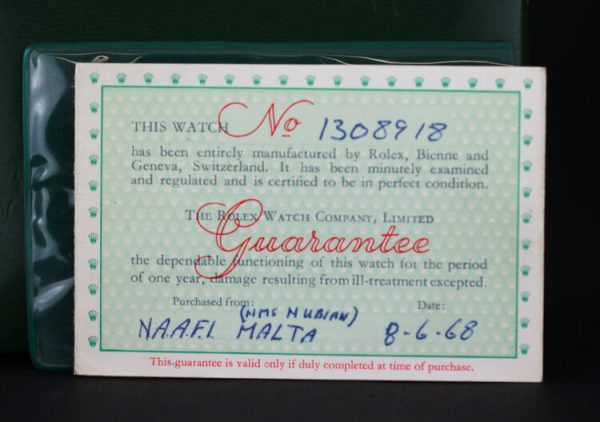 THIS WATCH No 1308918
has been entirely manufactured by Rolex, Bienne and
Geneva, Switzerland. It has been minutely examined
and regulated and is certified to be in perfect condition.
THE ROLEX WATCH COMPANY, LIMITED
Guarantee
the dependable functioning of this watch for the period
of one year, damage resulting from ill-treatment excepted.
Purchased from: Date:
(HMS NUBIAN)
N.A.A.F.I. MALTA 8-6-68
This guarantee is valid only if duly completed at time of purchase.